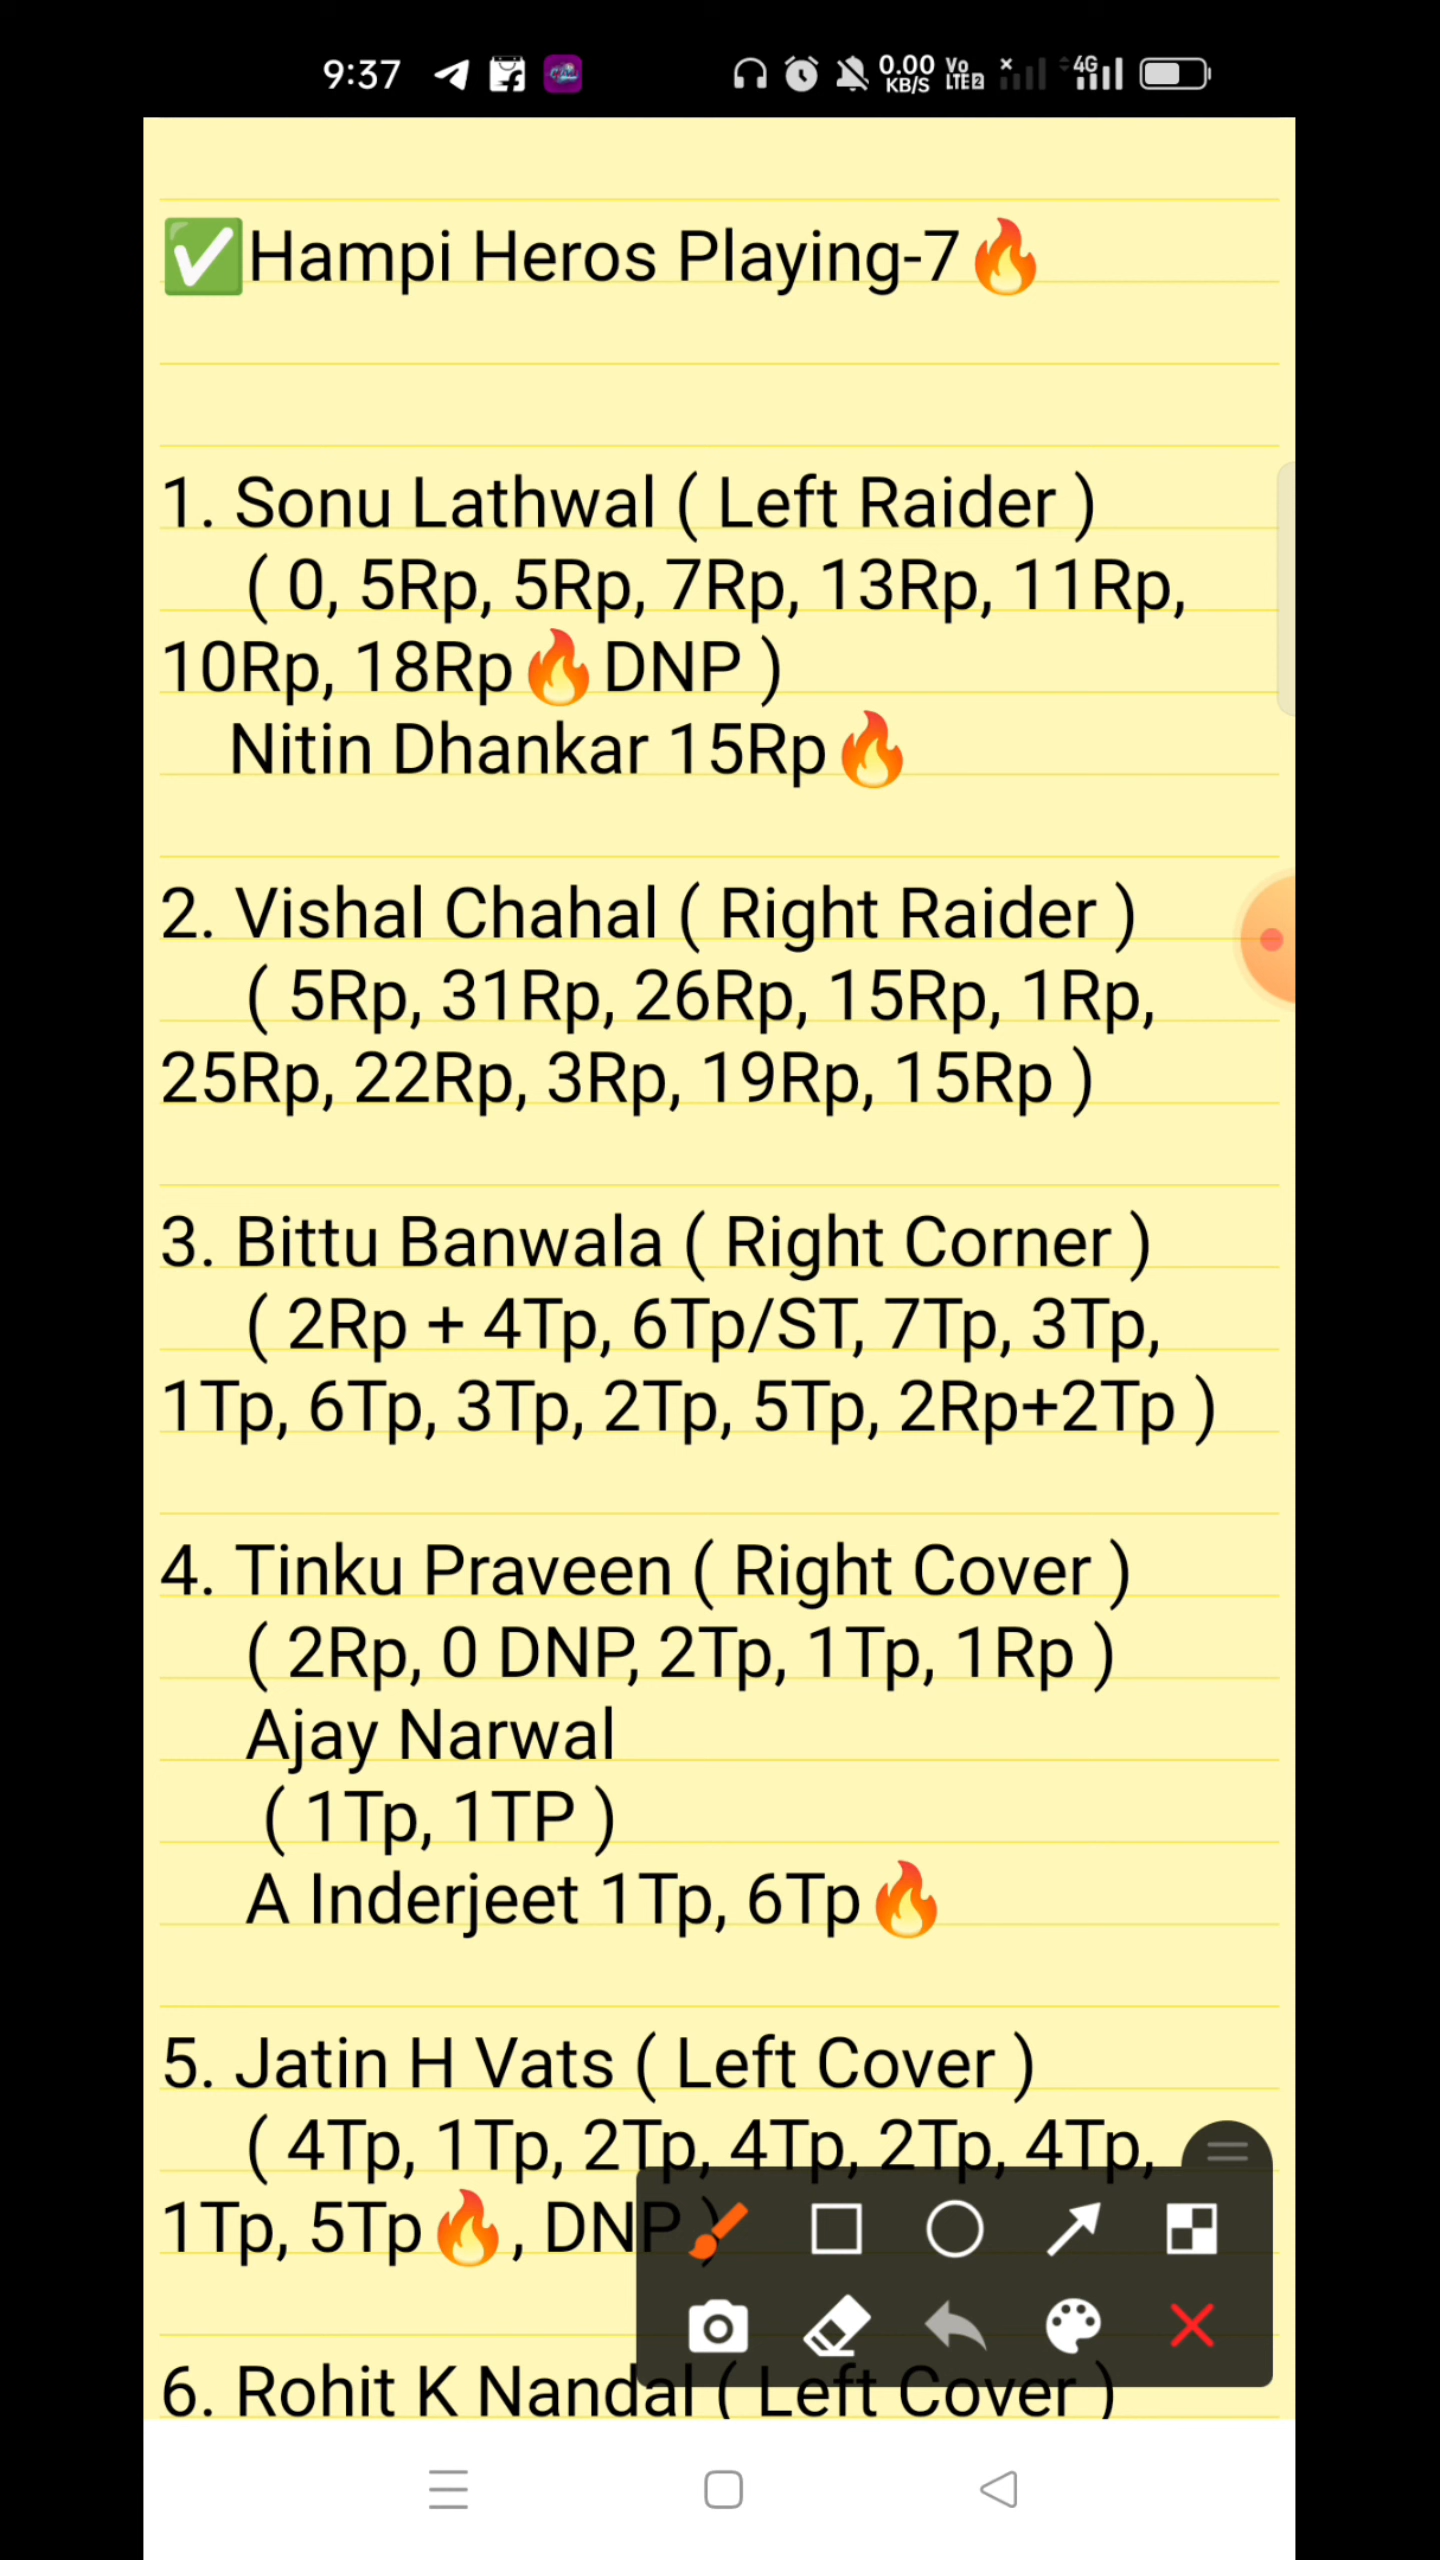 9:37 0.00 KB/S Vo LTE2 4G
✅Hampi Heros Playing-7🔥
1. Sonu Lathwal ( Left Raider )
( 0, 5Rp, 5Rp, 7Rp, 13Rp, 11Rp,
10Rp, 18Rp🔥DNP )
Nitin Dhankar 15Rp🔥
2. Vishal Chahal ( Right Raider )
( 5Rp, 31Rp, 26Rp, 15Rp, 1Rp,
25Rp, 22Rp, 3Rp, 19Rp, 15Rp )
3. Bittu Banwala ( Right Corner )
( 2Rp + 4Tp, 6Tp/ST, 7Tp, 3Tp,
1Tp, 6Tp, 3Tp, 2Tp, 5Tp, 2Rp+2Tp )
4. Tinku Praveen ( Right Cover )
( 2Rp, 0 DNP, 2Tp, 1Tp, 1Rp )
Ajay Narwal
( 1Tp, 1TP )
A Inderjeet 1Tp, 6Tp🔥
5. Jatin H Vats ( Left Cover )
( 4Tp, 1Tp, 2Tp, 4Tp, 2Tp, 4Tp,
1Tp, 5Tp🔥, DNP )
6. Rohit K Nandal ( Left Cover )